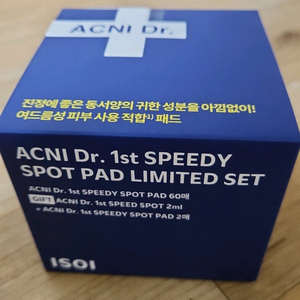 ACNI Dr.
진정에 좋은 동서양의 귀한 성분을 아낌없이!
여드름성 피부 사용 적합¹⁾ 패드
ACNI Dr. 1st SPEEDY
SPOT PAD LIMITED SET
ACNI Dr. 1st SPEEDY SPOT PAD 60매
GIFT ACNI Dr. 1st SPEED SPOT 2ml
+ ACNI Dr. 1st SPEEDY SPOT PAD 2매
ISOI